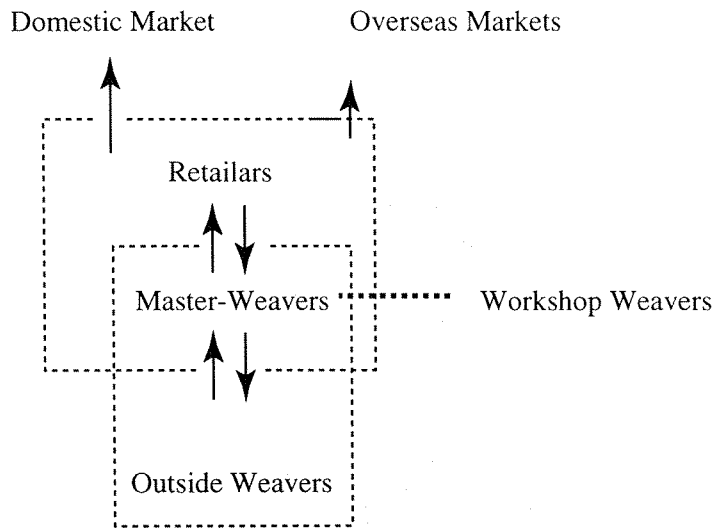 Domestic Market
Overseas Markets
Retailars
Master-Weavers
Workshop Weavers
Outside Weavers